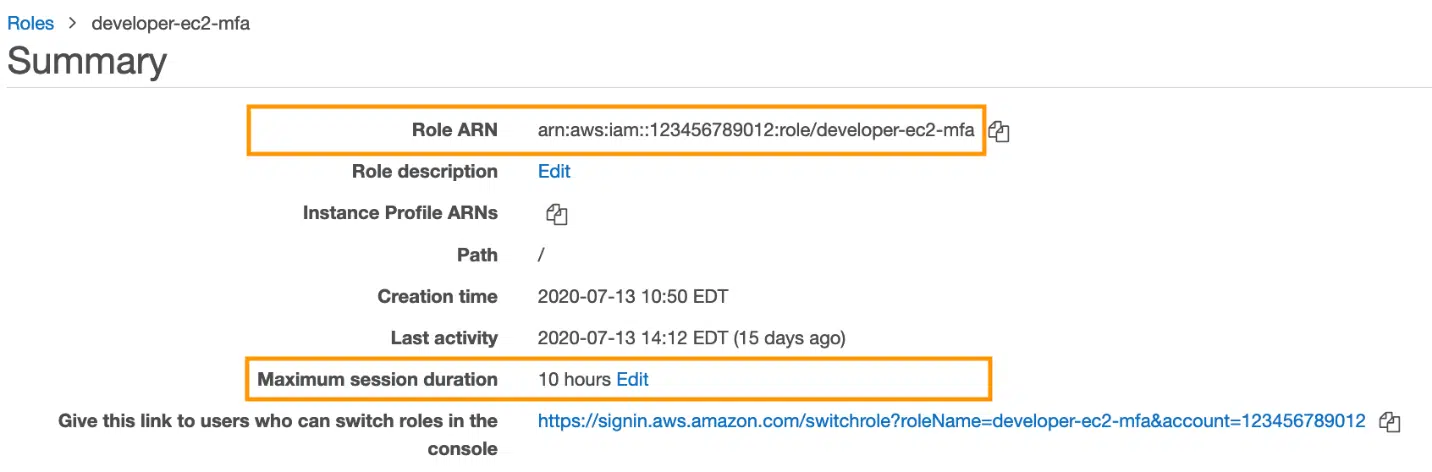 Roles > developer-ec2-mfa
Summary
Role ARN arn:aws:iam::123456789012:role/developer-ec2-mfa
Role description Edit
Instance Profile ARNs
Path /
Creation time 2020-07-13 10:50 EDT
Last activity 2020-07-13 14:12 EDT (15 days ago)
Maximum session duration 10 hours Edit
Give this link to users who can switch roles in the https://signin.aws.amazon.com/switchrole?roleName=developer-ec2-mfa&account=123456789012
console